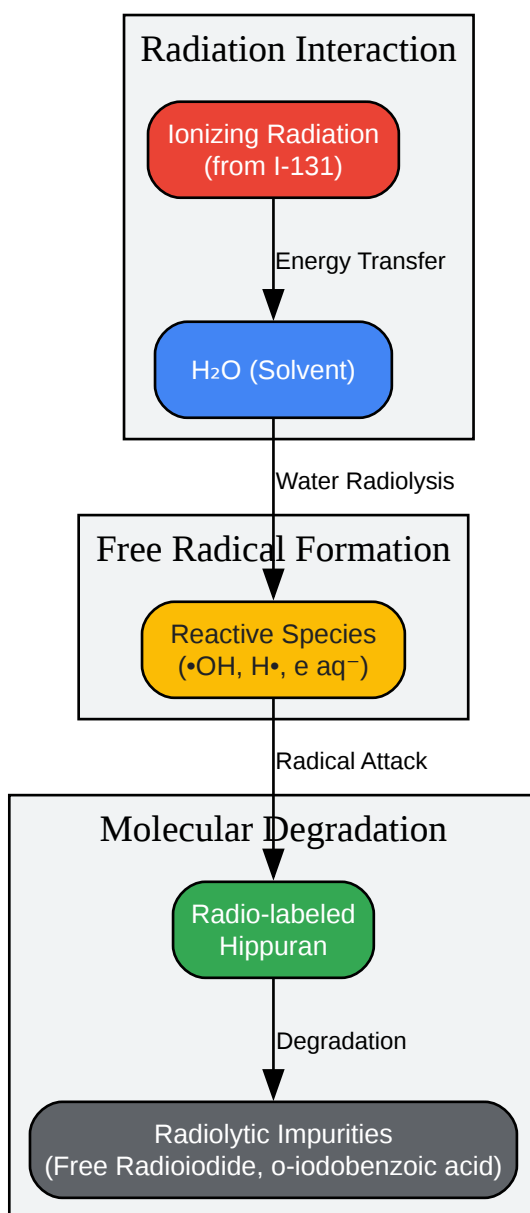 Radiation Interaction
Ionizing Radiation
(from I-131)
Energy Transfer
H₂O (Solvent)
Water Radiolysis
Free Radical Formation
Reactive Species
(•OH, H•, e aq⁻)
Radical Attack
Molecular Degradation
Radio-labeled
Hippuran
Degradation
Radiolytic Impurities
(Free Radioiodide, o-iodobenzoic acid)